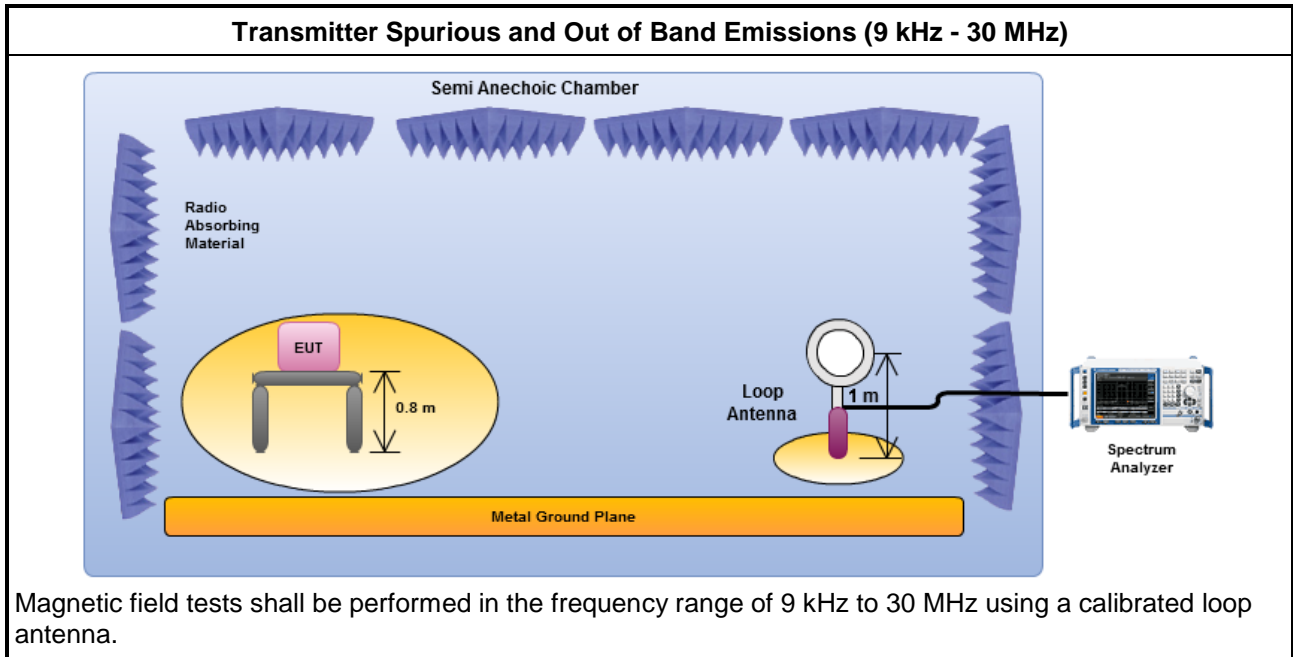 Transmitter Spurious and Out of Band Emissions (9 kHz - 30 MHz)
Semi Anechoic Chamber
Radio
Absorbing
Material
EUT
0.8 m
Loop
Antenna
1 m
Spectrum
Analyzer
Metal Ground Plane
Magnetic field tests shall be performed in the frequency range of 9 kHz to 30 MHz using a calibrated loop
antenna.